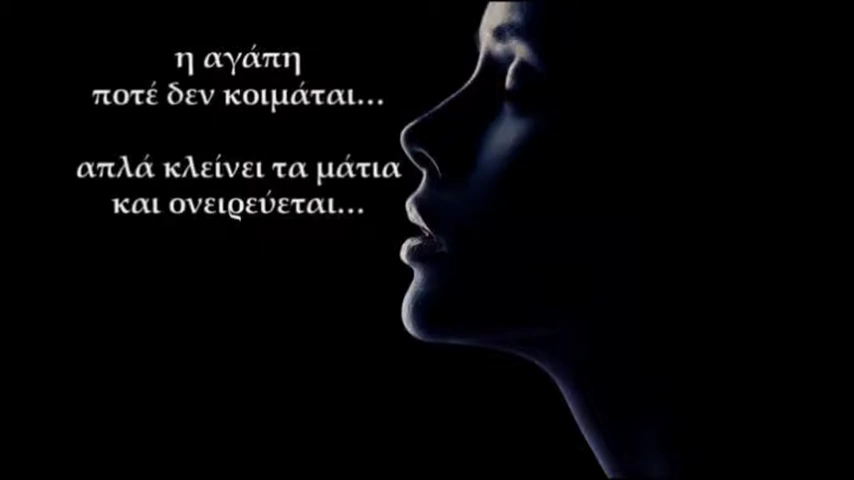 η αγάπη
ποτέ δεν κοιμάται...
απλά κλείνει τα μάτια
και ονειρεύεται...